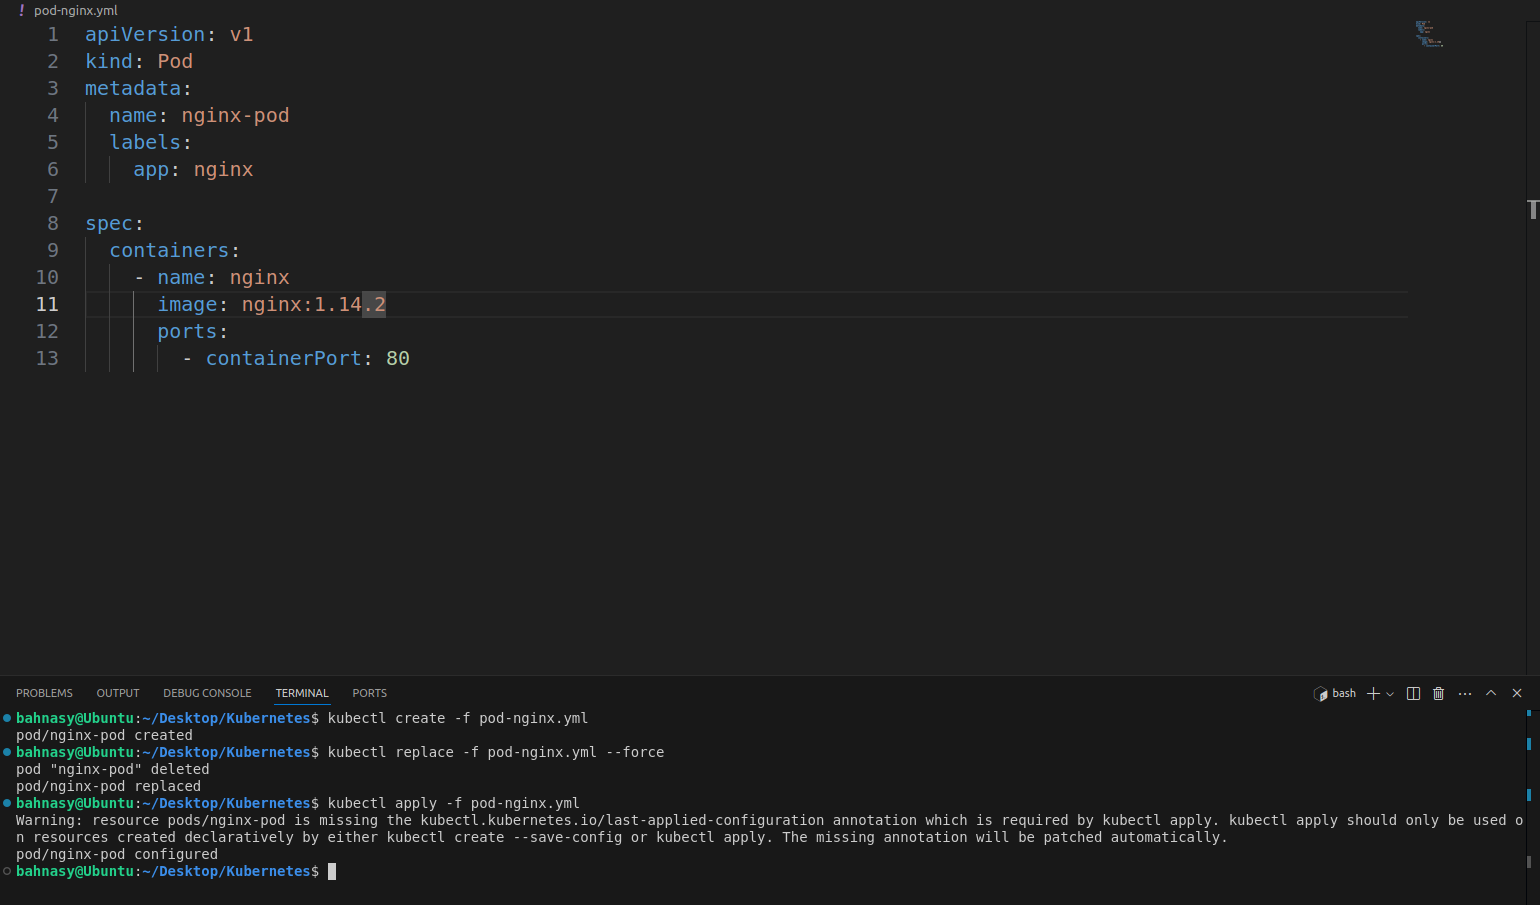 ! pod-nginx.yml
1 apiVersion: v1
2 kind: Pod
3 metadata:
4   name: nginx-pod
5   labels:
6     app: nginx
7
8 spec:
9   containers:
10     - name: nginx
11       image: nginx:1.14.2
12       ports:
13         - containerPort: 80
PROBLEMS OUTPUT DEBUG CONSOLE TERMINAL PORTS bash
bahnasy@Ubuntu:~/Desktop/Kubernetes$ kubectl create -f pod-nginx.yml
pod/nginx-pod created
bahnasy@Ubuntu:~/Desktop/Kubernetes$ kubectl replace -f pod-nginx.yml --force
pod "nginx-pod" deleted
pod/nginx-pod replaced
bahnasy@Ubuntu:~/Desktop/Kubernetes$ kubectl apply -f pod-nginx.yml
Warning: resource pods/nginx-pod is missing the kubectl.kubernetes.io/last-applied-configuration annotation which is required by kubectl apply. kubectl apply should only be used o
n resources created declaratively by either kubectl create --save-config or kubectl apply. The missing annotation will be patched automatically.
pod/nginx-pod configured
bahnasy@Ubuntu:~/Desktop/Kubernetes$